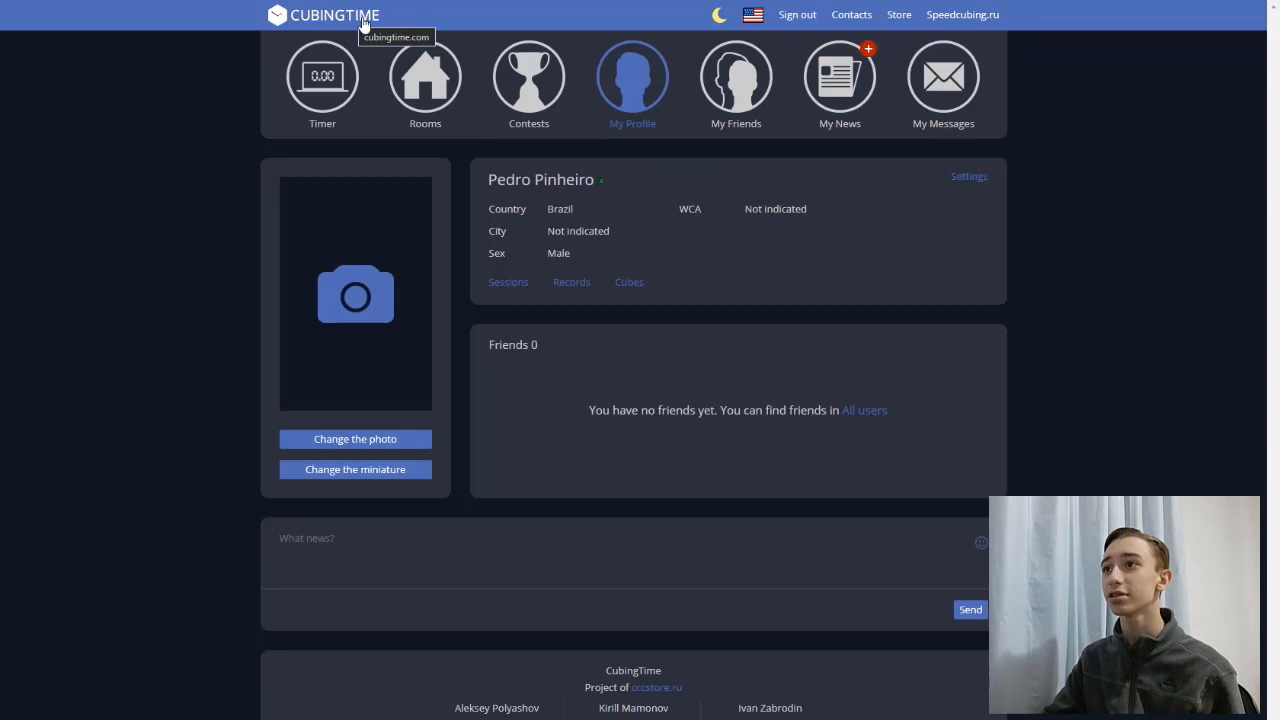 CUBINGTIME
Sign out Contacts Store Speedcubing.ru
cubingtime.com
0.00
Timer Rooms Contests My Profile My Friends My News My Messages
Pedro Pinheiro
Settings
Country Brazil WCA Not indicated
City Not indicated
Sex Male
Sessions Records Cubes
Friends 0
You have no friends yet. You can find friends in All users
Change the photo
Change the miniature
What news?
Send
CubingTime
Project of cccstore.ru
Aleksey Polyashov Kirill Mamonov Ivan Zabrodin